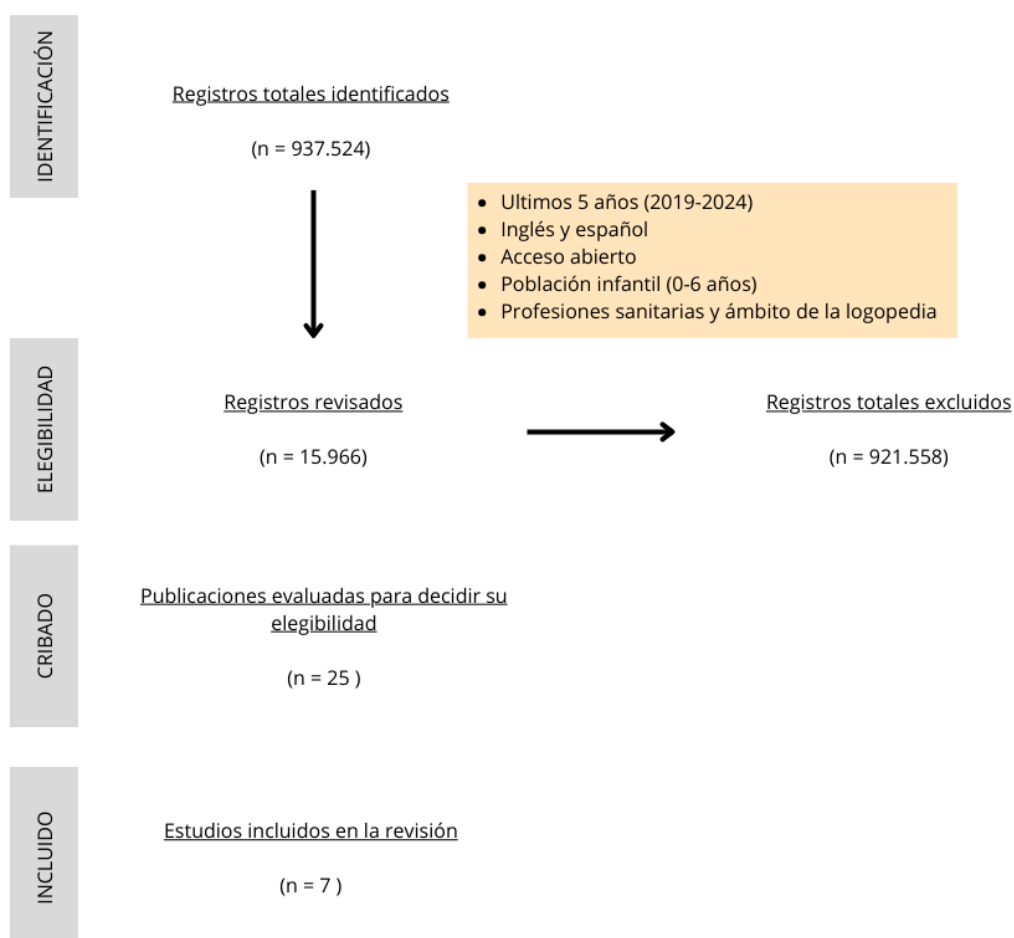 IDENTIFICACIÓN
Registros totales identificados
(n = 937.524)
• Ultimos 5 años (2019-2024)
• Inglés y español
• Acceso abierto
• Población infantil (0-6 años)
• Profesiones sanitarias y ámbito de la logopedia
ELEGIBILIDAD
Registros revisados
(n = 15.966)
Registros totales excluidos
(n = 921.558)
CRIBADO
Publicaciones evaluadas para decidir su
elegibilidad
(n = 25 )
INCLUIDO
Estudios incluidos en la revisión
(n = 7 )